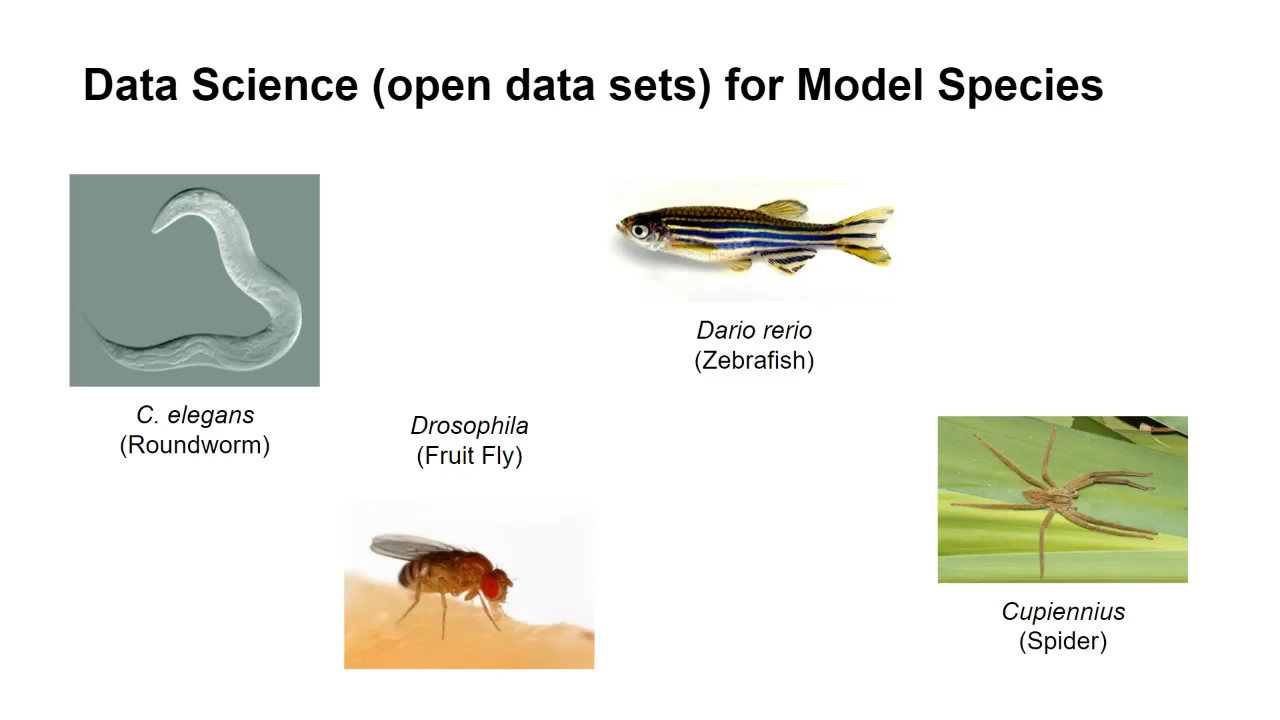 Data Science (open data sets) for Model Species
C. elegans
(Roundworm)
Drosophila
(Fruit Fly)
Dario rerio
(Zebrafish)
Cupiennius
(Spider)